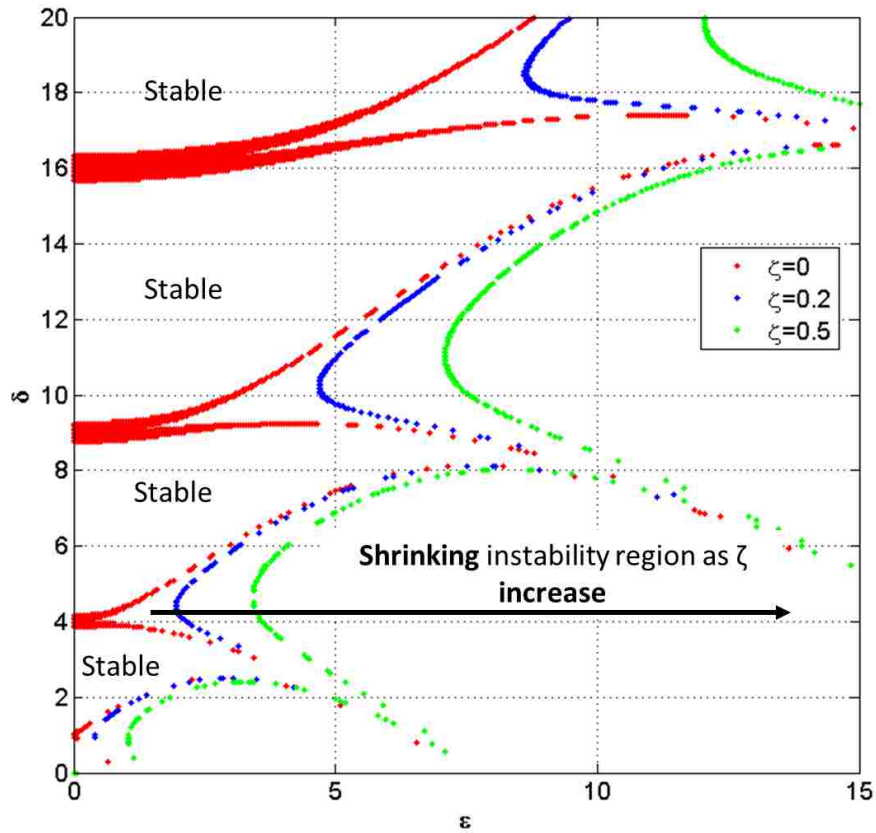 20
18
16
14
12
10
8
6
4
2
0
δ
Stable
Stable
Stable
Stable
ζ=0
ζ=0.2
ζ=0.5
Shrinking instability region as ζ
increase
0
5
10
15
ε